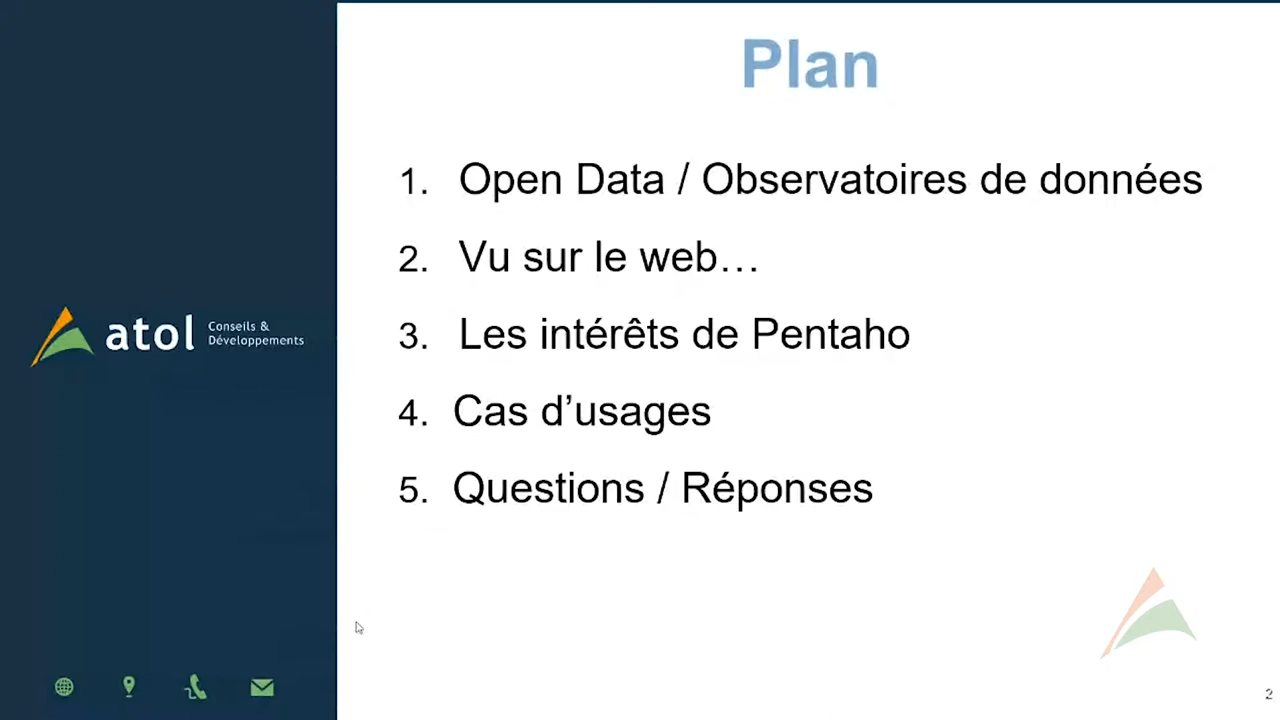 Plan
1. Open Data / Observatoires de données
2. Vu sur le web…
3. Les intérêts de Pentaho
4. Cas d’usages
5. Questions / Réponses
atol Conseils &
Développements
2